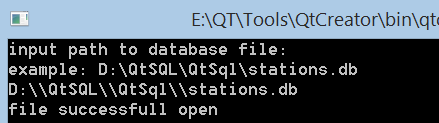 E:\QT\Tools\QtCreator\bin\qtc
input path to database file:
example: D:\QtSQL\QtSql\stations.db
D:\\QtSQL\\QtSql\\stations.db
file successfull open